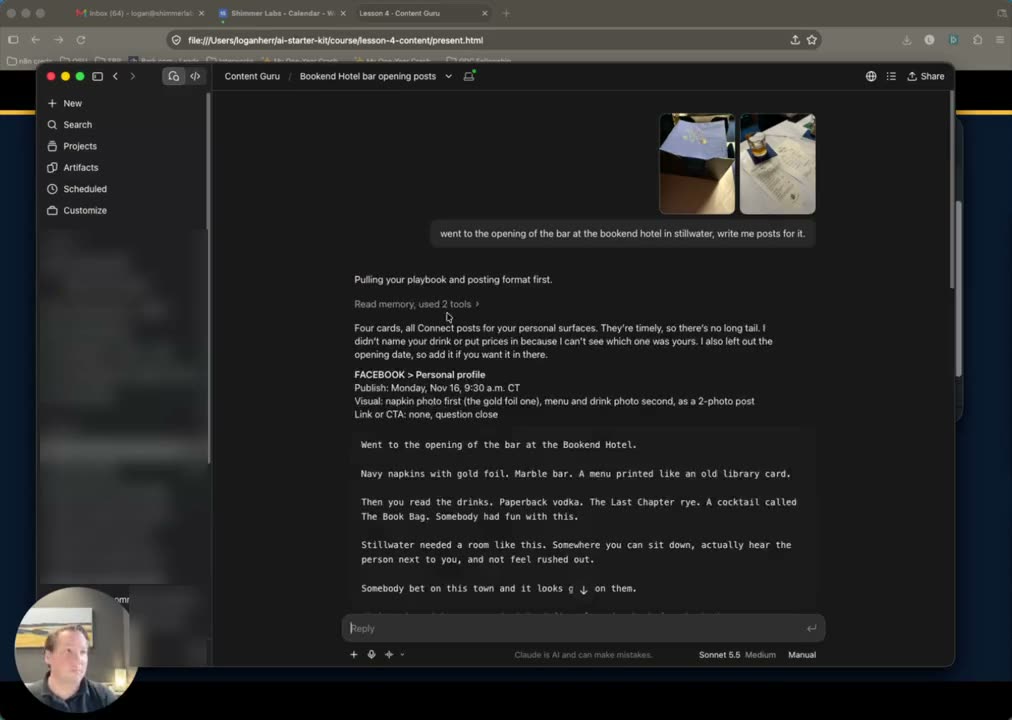 Inbox (64) - logan@shimmerlab
Shimmer Labs - Calendar - W
Lesson 4 - Content Guru
file:///Users/loganherr/ai-starter-kit/course/lesson-4-content/present.html
Content Guru / Bookend Hotel bar opening posts
Share
New
Search
Projects
Artifacts
Scheduled
Customize
went to the opening of the bar at the bookend hotel in stillwater, write me posts for it.
Pulling your playbook and posting format first.
Read memory, used 2 tools >
Four cards, all Connect posts for your personal surfaces. They're timely, so there's no long tail. I
didn't name your drink or put prices in because I can't see which one was yours. I also left out the
opening date, so add it if you want it in there.
FACEBOOK > Personal profile
Publish: Monday, Nov 16, 9:30 a.m. CT
Visual: napkin photo first (the gold foil one), menu and drink photo second, as a 2-photo post
Link or CTA: none, question close
Went to the opening of the bar at the Bookend Hotel.
Navy napkins with gold foil. Marble bar. A menu printed like an old library card.
Then you read the drinks. Paperback vodka. The Last Chapter rye. A cocktail called
The Book Bag. Somebody had fun with this.
Stillwater needed a room like this. Somewhere you can sit down, actually hear the
person next to you, and not feel rushed out.
Somebody bet on this town and it looks g on them.
Reply
Claude is AI and can make mistakes.
Sonnet 5.5 Medium
Manual